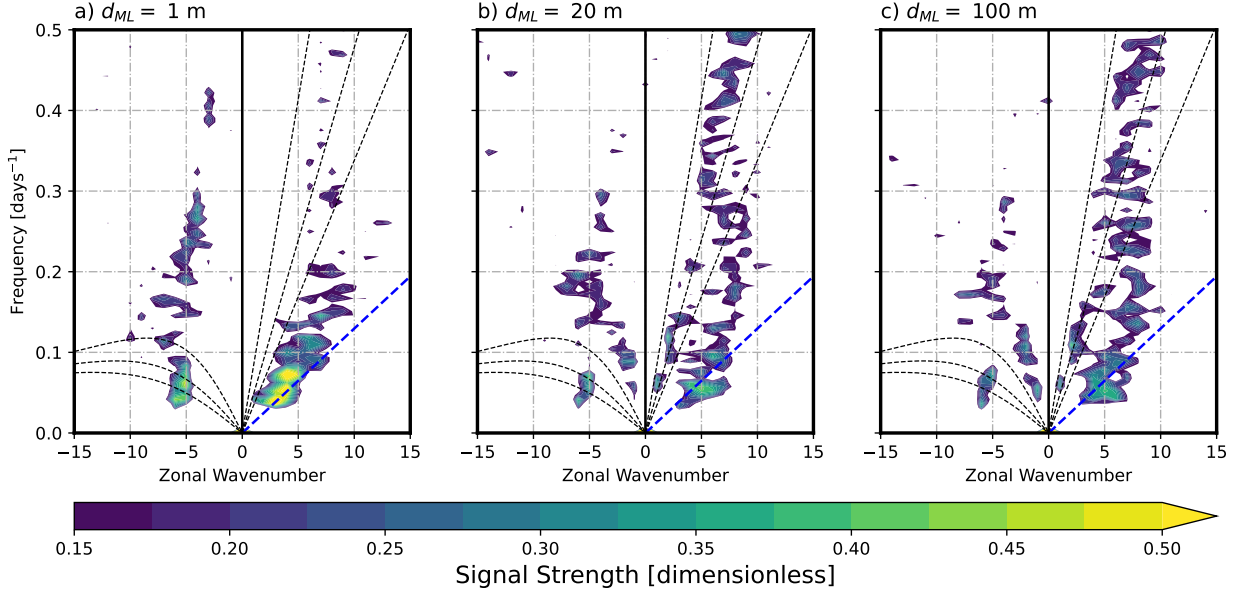 a) d_ML = 1 m
b) d_ML = 20 m
c) d_ML = 100 m
Frequency [days⁻¹]
0.5
0.4
0.3
0.2
0.1
0.0
−15 −10 −5 0 5 10 15
−15 −10 −5 0 5 10 15
−15 −10 −5 0 5 10 15
Zonal Wavenumber
Zonal Wavenumber
Zonal Wavenumber
0.15 0.20 0.25 0.30 0.35 0.40 0.45 0.50
Signal Strength [dimensionless]